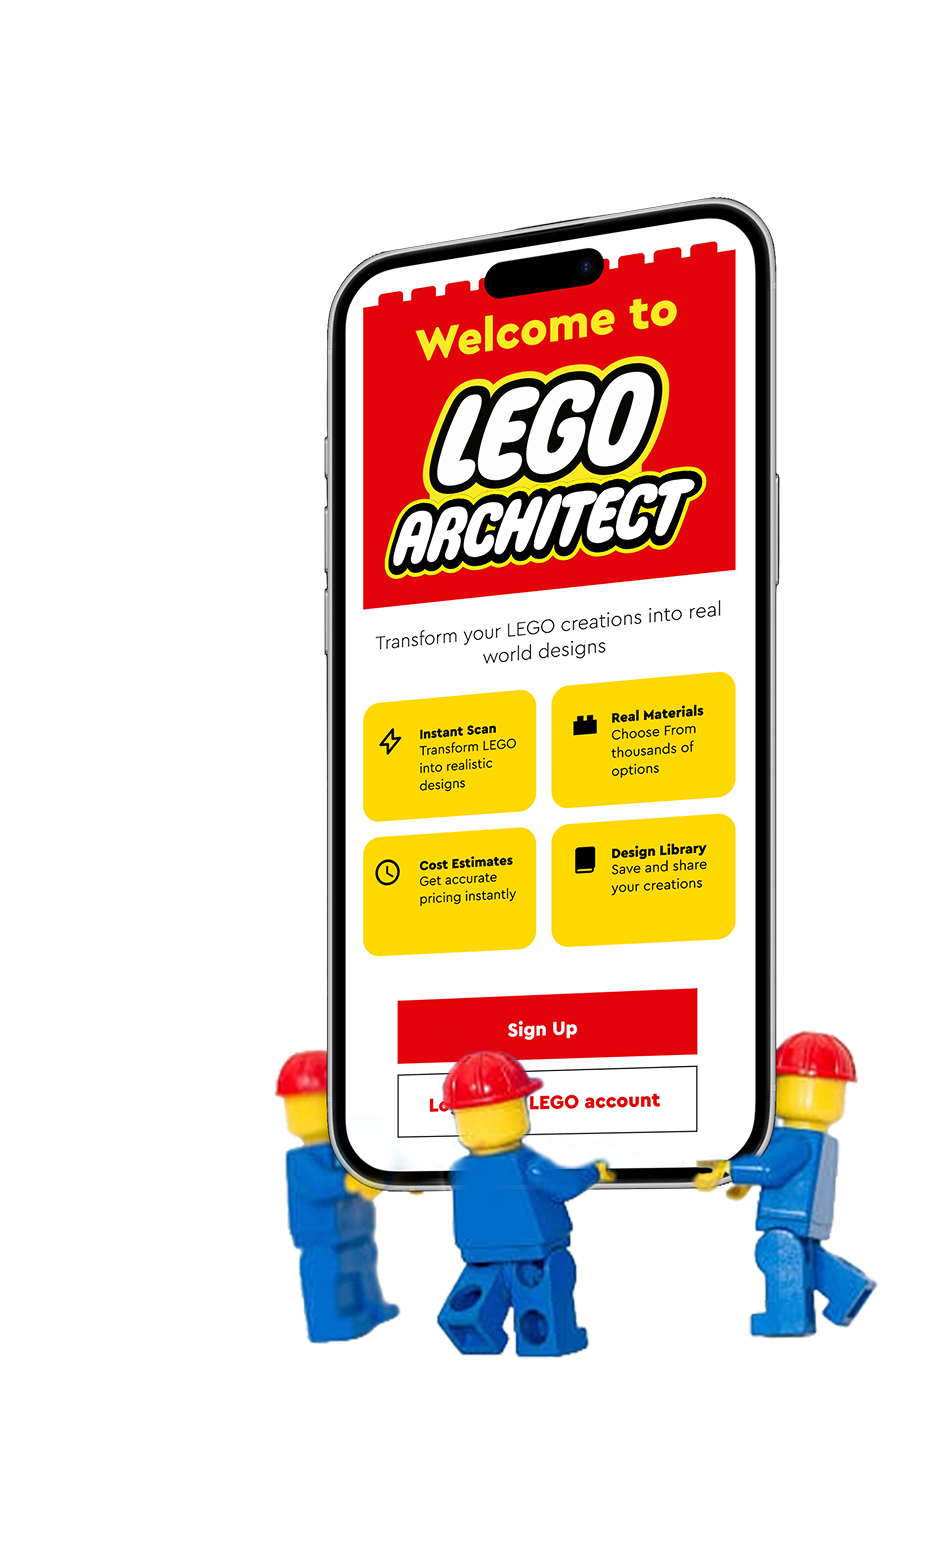 Welcome to
LEGO
ARCHITECT
Transform your LEGO creations into real
world designs
Instant Scan
Transform LEGO
into realistic
designs
Real Materials
Choose From
thousands of
options
Cost Estimates
Get accurate
pricing instantly
Design Library
Save and share
your creations
Sign Up
LEGO account